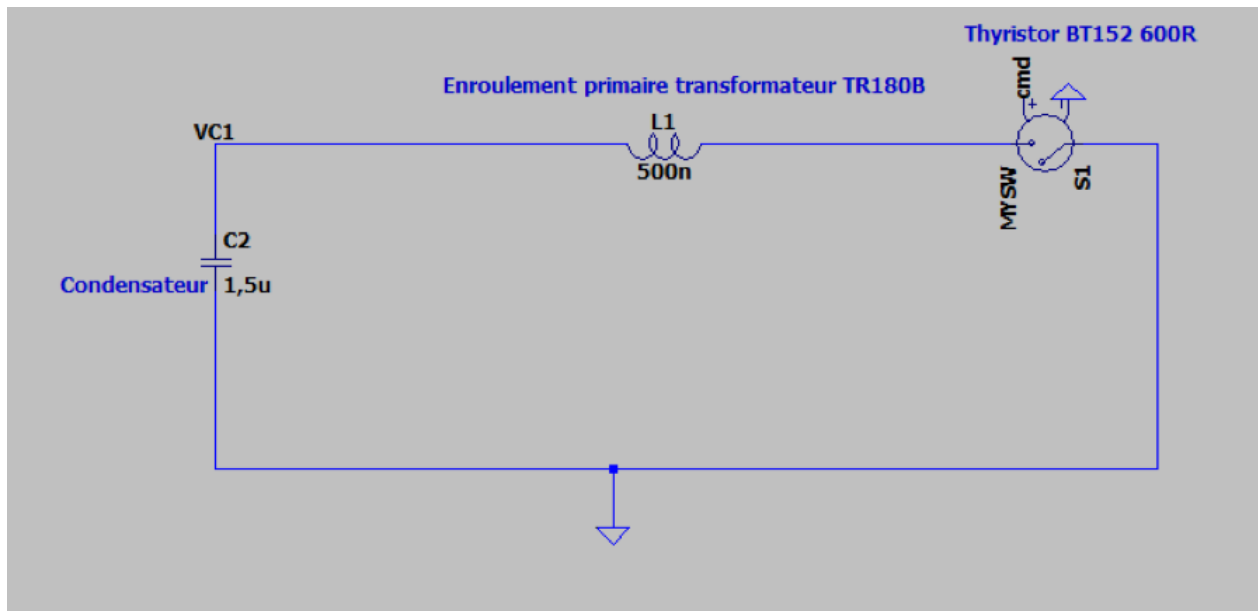 Thyristor BT152 600R
cmd
+
Enroulement primaire transformateur TR180B
VC1
L1
500n
MYSW
S1
C2
Condensateur
1,5u